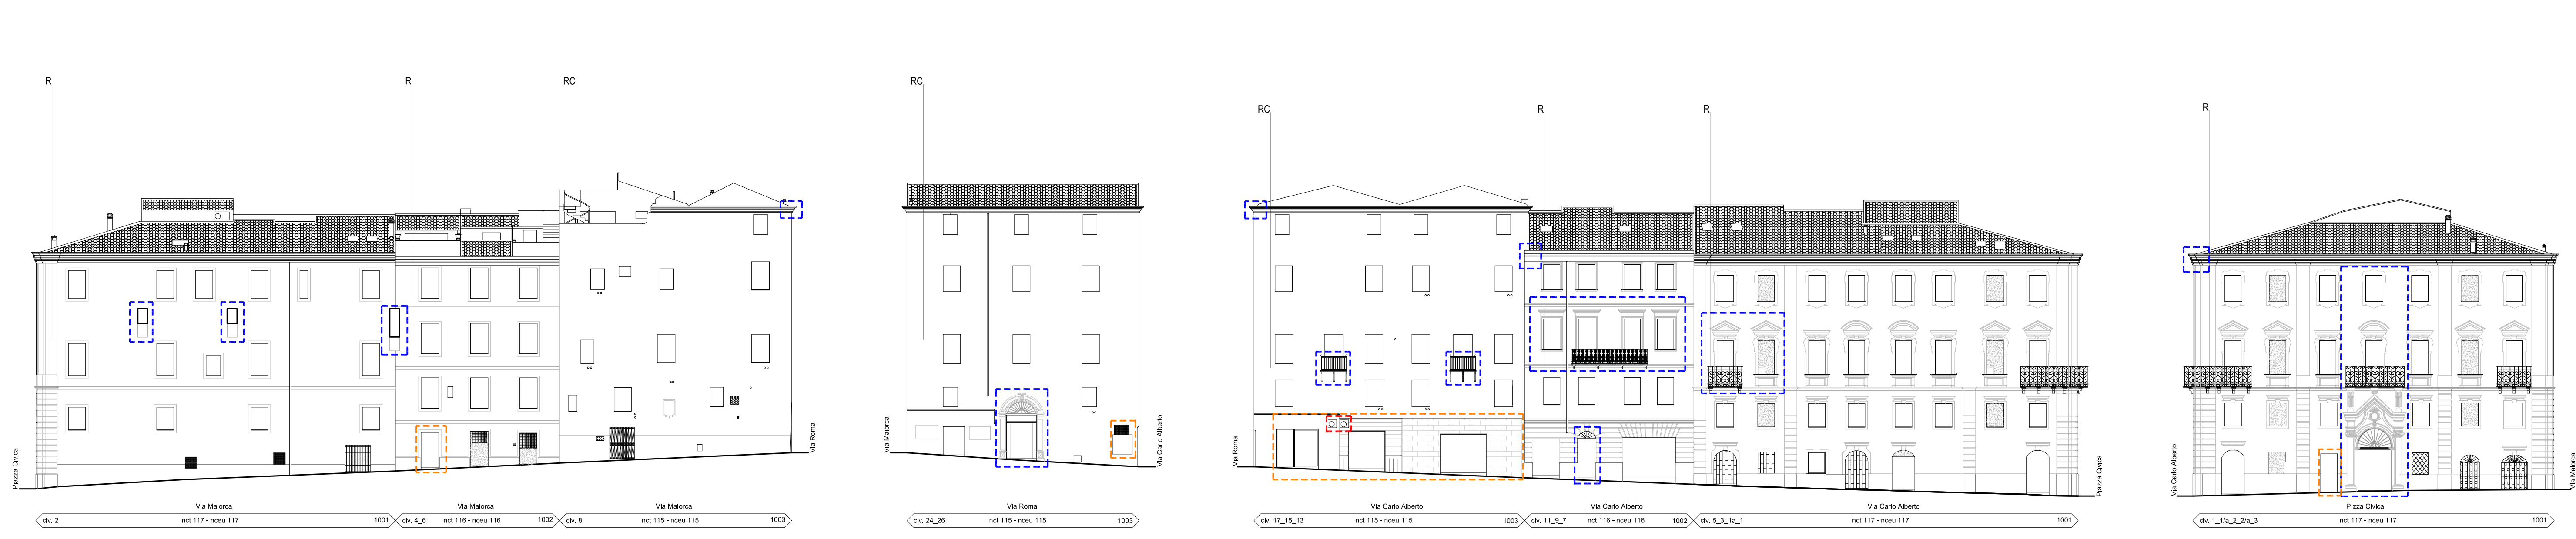 R
R
RC
RC
RC
R
R
R
Piazza Civica
Via Roma
Via Maiorca
Via Carlo Alberto
Via Roma
Piazza Civica
Via Carlo Alberto
Via Maiorca
Via Maiorca
Via Maiorca
Via Maiorca
Via Roma
Via Carlo Alberto
Via Carlo Alberto
Via Carlo Alberto
P.zza Civica
civ. 2 nct 117 - nceu 117 1001
civ. 4_6 nct 116 - nceu 116 1002
civ. 8 nct 115 - nceu 115 1003
civ. 24_26 nct 115 - nceu 115 1003
civ. 17_15_13 nct 115 - nceu 115 1003
civ. 11_9_7 nct 116 - nceu 116 1002
civ. 5_3_1a_1 nct 117 - nceu 117 1001
civ. 1_1/a_2_2/a_3 nct 117 - nceu 117 1001